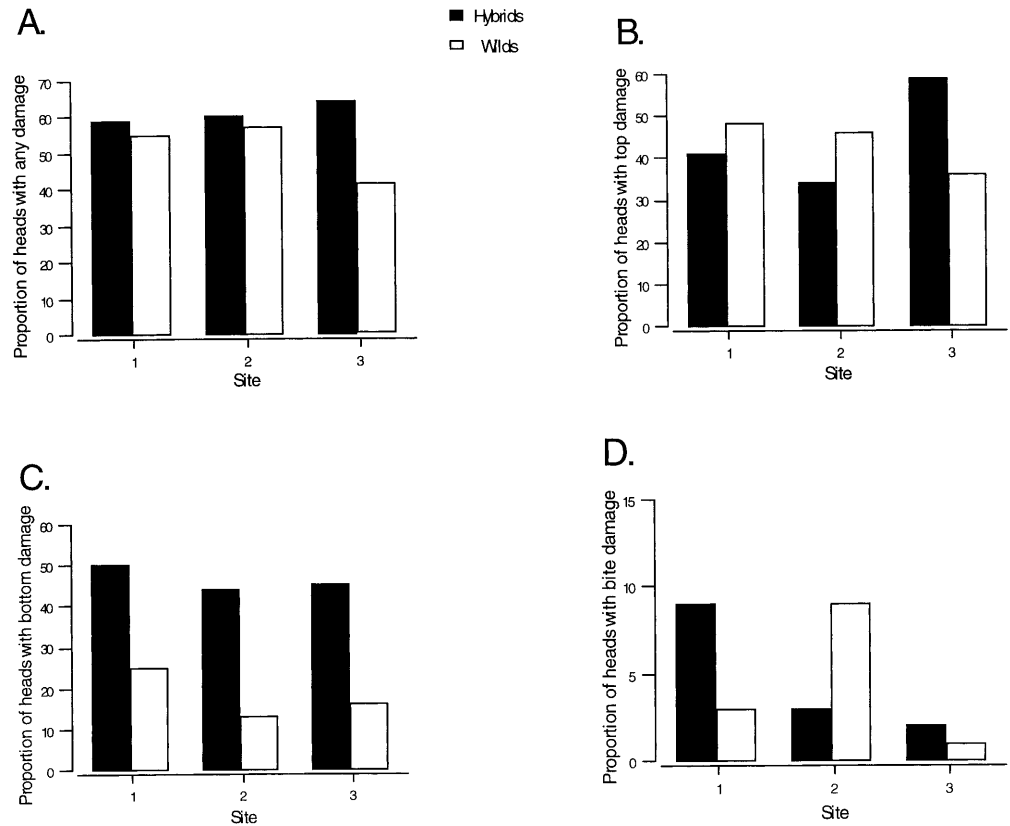 A.
Hybrids
Wilds
Proportion of heads with any damage
70
60
50
40
30
20
10
0
1 2 3
Site
B.
Proportion of heads with top damage
60
50
40
30
20
10
0
1 2 3
Site
C.
Proportion of heads with bottom damage
60
50
40
30
20
10
0
1 2 3
Site
D.
Proportion of heads with bite damage
15
10
5
0
1 2 3
Site